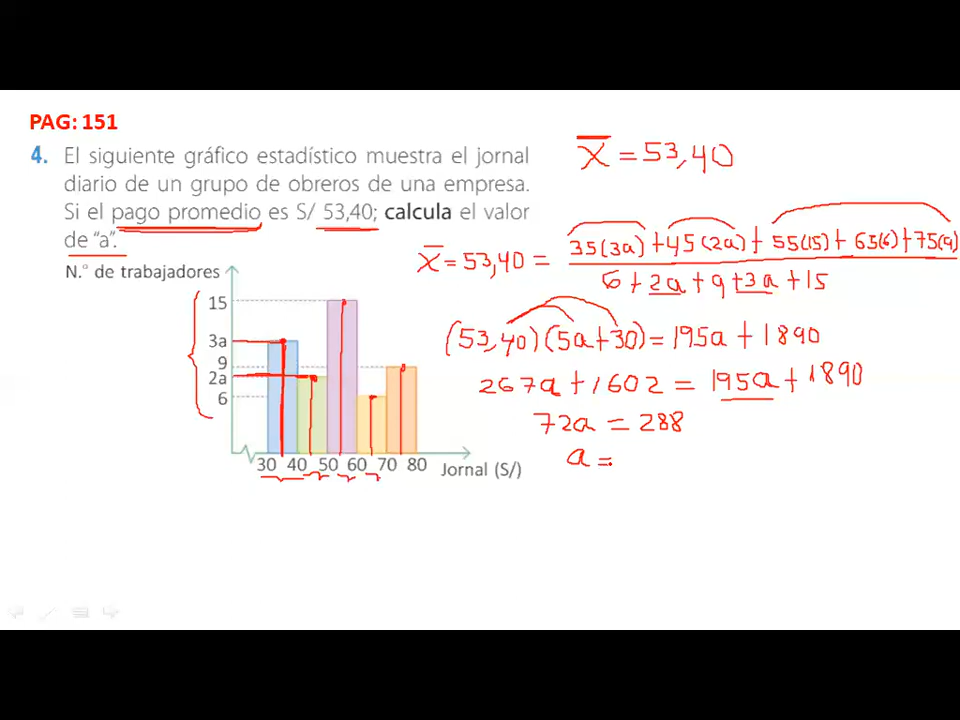 PAG: 151
4. El siguiente gráfico estadístico muestra el jornal
diario de un grupo de obreros de una empresa.
Si el pago promedio es S/ 53,40; calcula el valor
de “a”.
N.° de trabajadores
15
3a
9
2a
6
30 40 50 60 70 80 Jornal (S/)
X̅ = 53,40
X̅ = 53,40 = 35(3a) + 45(2a) + 55(15) + 65(6) + 75(9)
6 + 2a + 9 + 3a + 15
(53,40)(5a + 30) = 195a + 1890
267a + 1602 = 195a + 1890
72a = 288
a =